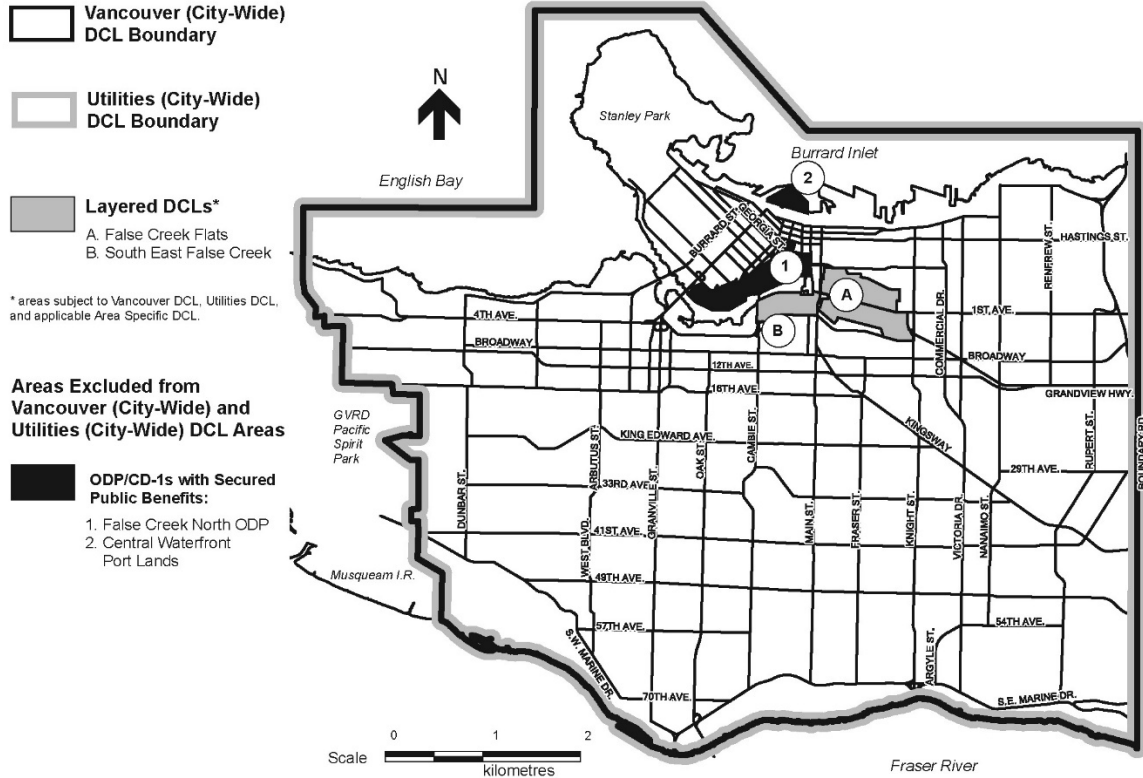 Vancouver (City-Wide)
DCL Boundary
Utilities (City-Wide)
DCL Boundary
Layered DCLs*
A. False Creek Flats
B. South East False Creek
* areas subject to Vancouver DCL, Utilities DCL,
and applicable Area Specific DCL.
Areas Excluded from
Vancouver (City-Wide) and
Utilities (City-Wide) DCL Areas
ODP/CD-1s with Secured
Public Benefits:
1. False Creek North ODP
2. Central Waterfront
Port Lands
N
Stanley Park
English Bay
Burrard Inlet
2
BURRARD ST.
GEORGIA ST.
HASTINGS ST.
RENFREW ST.
1
A
B
4TH AVE.
1ST AVE.
COMMERCIAL DR.
BROADWAY
BROADWAY
12TH AVE.
16TH AVE.
GRANDVIEW HWY.
GVRD
Pacific
Spirit
Park
KING EDWARD AVE.
KINGSWAY
ARBUTUS ST.
OAK ST.
CAMBIE ST.
RUPERT ST.
BOUNDARY RD.
29TH AVE.
33RD AVE.
DUNBAR ST.
GRANVILLE ST.
MAIN ST.
FRASER ST.
KNIGHT ST.
VICTORIA DR.
NANAIMO ST.
WEST BLVD.
41ST AVE.
Musqueam I.R.
49TH AVE.
57TH AVE.
54TH AVE.
S.W. MARINE DR.
ARGYLE ST.
70TH AVE.
S.E. MARINE DR.
0 1 2
Scale
kilometres
Fraser River